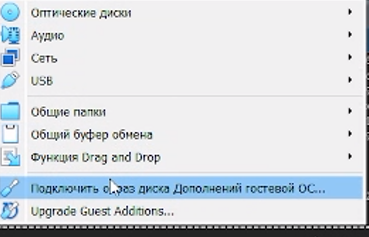 Оптические диски
Аудио
Сеть
USB
Общие папки
Общий буфер обмена
Функция Drag and Drop
Подключить образ диска Дополнений гостевой ОС...
Upgrade Guest Additions...